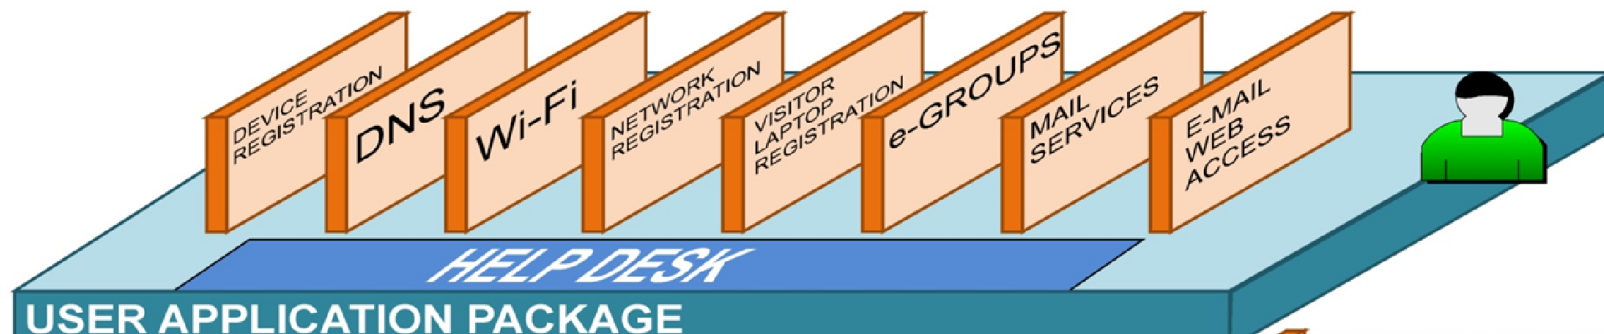 DEVICE
REGISTRATION
DNS
Wi-Fi
NETWORK
REGISTRATION
VISITOR
LAPTOP
REGISTRATION
e-GROUPS
MAIL
SERVICES
E-MAIL
WEB
ACCESS
HELP DESK
USER APPLICATION PACKAGE